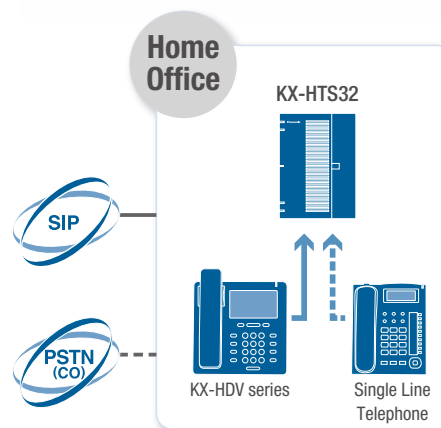 Home
Office
KX-HTS32
SIP
PSTN
(CO)
KX-HDV series
Single Line
Telephone